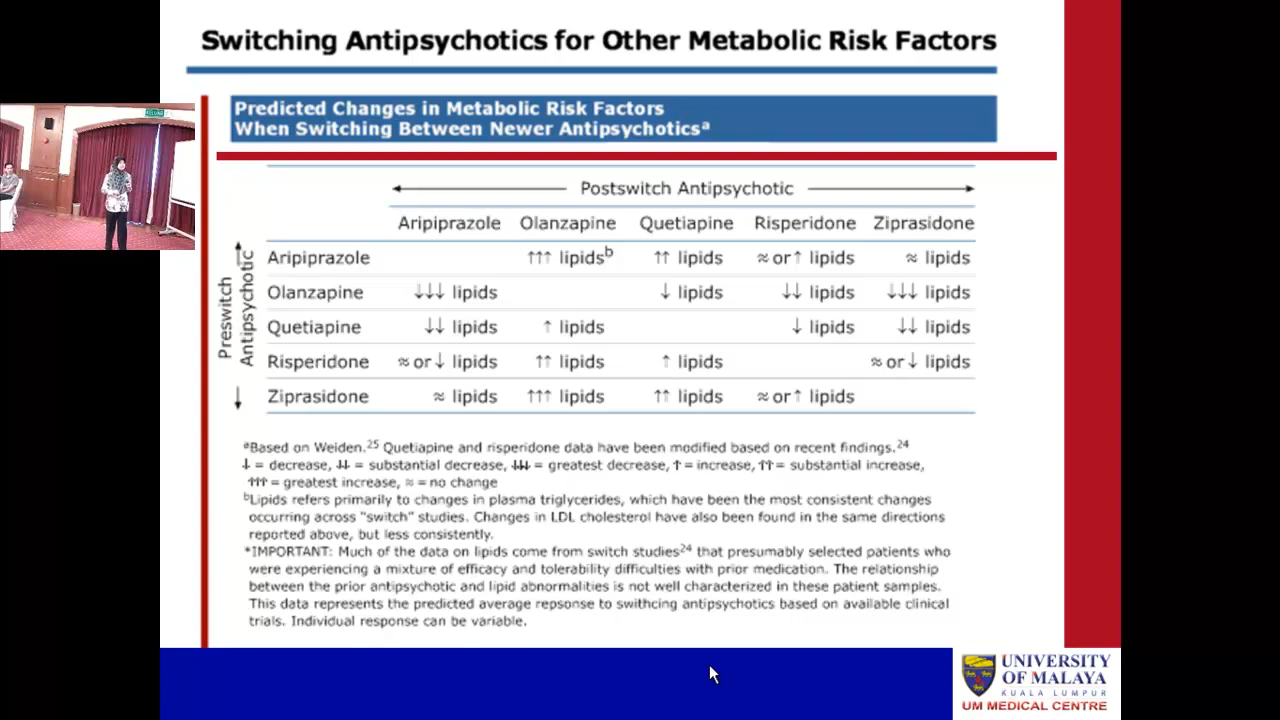 Switching Antipsychotics for Other Metabolic Risk Factors
Predicted Changes in Metabolic Risk Factors
When Switching Between Newer Antipsychoticsᵃ
Postswitch Antipsychotic
Aripiprazole Olanzapine Quetiapine Risperidone Ziprasidone
Preswitch
Antipsychotic
Aripiprazole ↑↑↑ lipidsᵇ ↑↑ lipids ≈ or ↑ lipids ≈ lipids
Olanzapine ↓↓↓ lipids ↓ lipids ↓↓ lipids ↓↓↓ lipids
Quetiapine ↓↓ lipids ↑ lipids ↓ lipids ↓↓ lipids
Risperidone ≈ or ↓ lipids ↑↑ lipids ↑ lipids ≈ or ↓ lipids
Ziprasidone ≈ lipids ↑↑↑ lipids ↑↑ lipids ≈ or ↑ lipids
ᵃBased on Weiden.²⁵ Quetiapine and risperidone data have been modified based on recent findings.²⁴
↓ = decrease, ↓↓ = substantial decrease, ↓↓↓ = greatest decrease, ↑ = increase, ↑↑ = substantial increase,
↑↑↑ = greatest increase, ≈ = no change
ᵇLipids refers primarily to changes in plasma triglycerides, which have been the most consistent changes
occurring across "switch" studies. Changes in LDL cholesterol have also been found in the same directions
reported above, but less consistently.
*IMPORTANT: Much of the data on lipids come from switch studies²⁴ that presumably selected patients who
were experiencing a mixture of efficacy and tolerability difficulties with prior medication. The relationship
between the prior antipsychotic and lipid abnormalities is not well characterized in these patient samples.
This data represents the predicted average repsonse to swithcing antipsychotics based on available clinical
trials. Individual response can be variable.
UNIVERSITY
OF MALAYA
KUALA LUMPUR
UM MEDICAL CENTRE